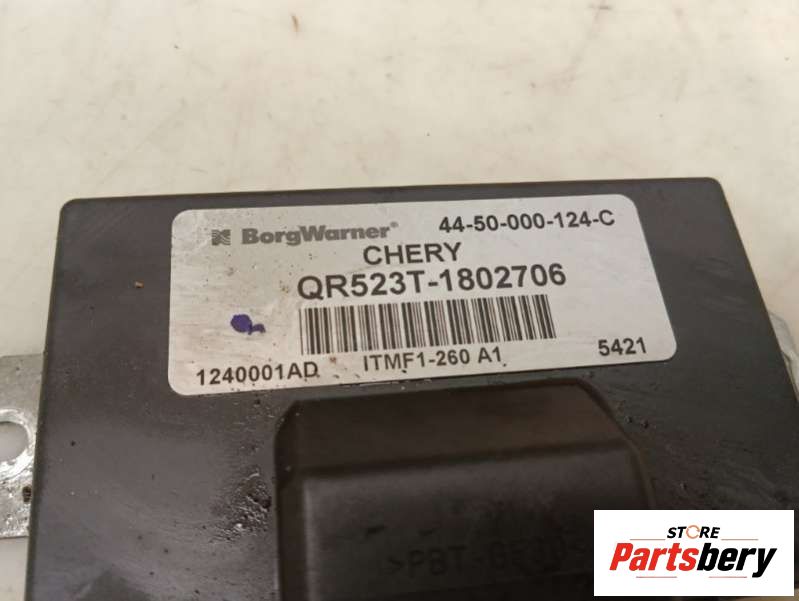 BorgWarner® 44-50-000-124-C
CHERY
QR523T-1802706
1240001AD ITMF1-260 A1 5421
STORE
Partsbery